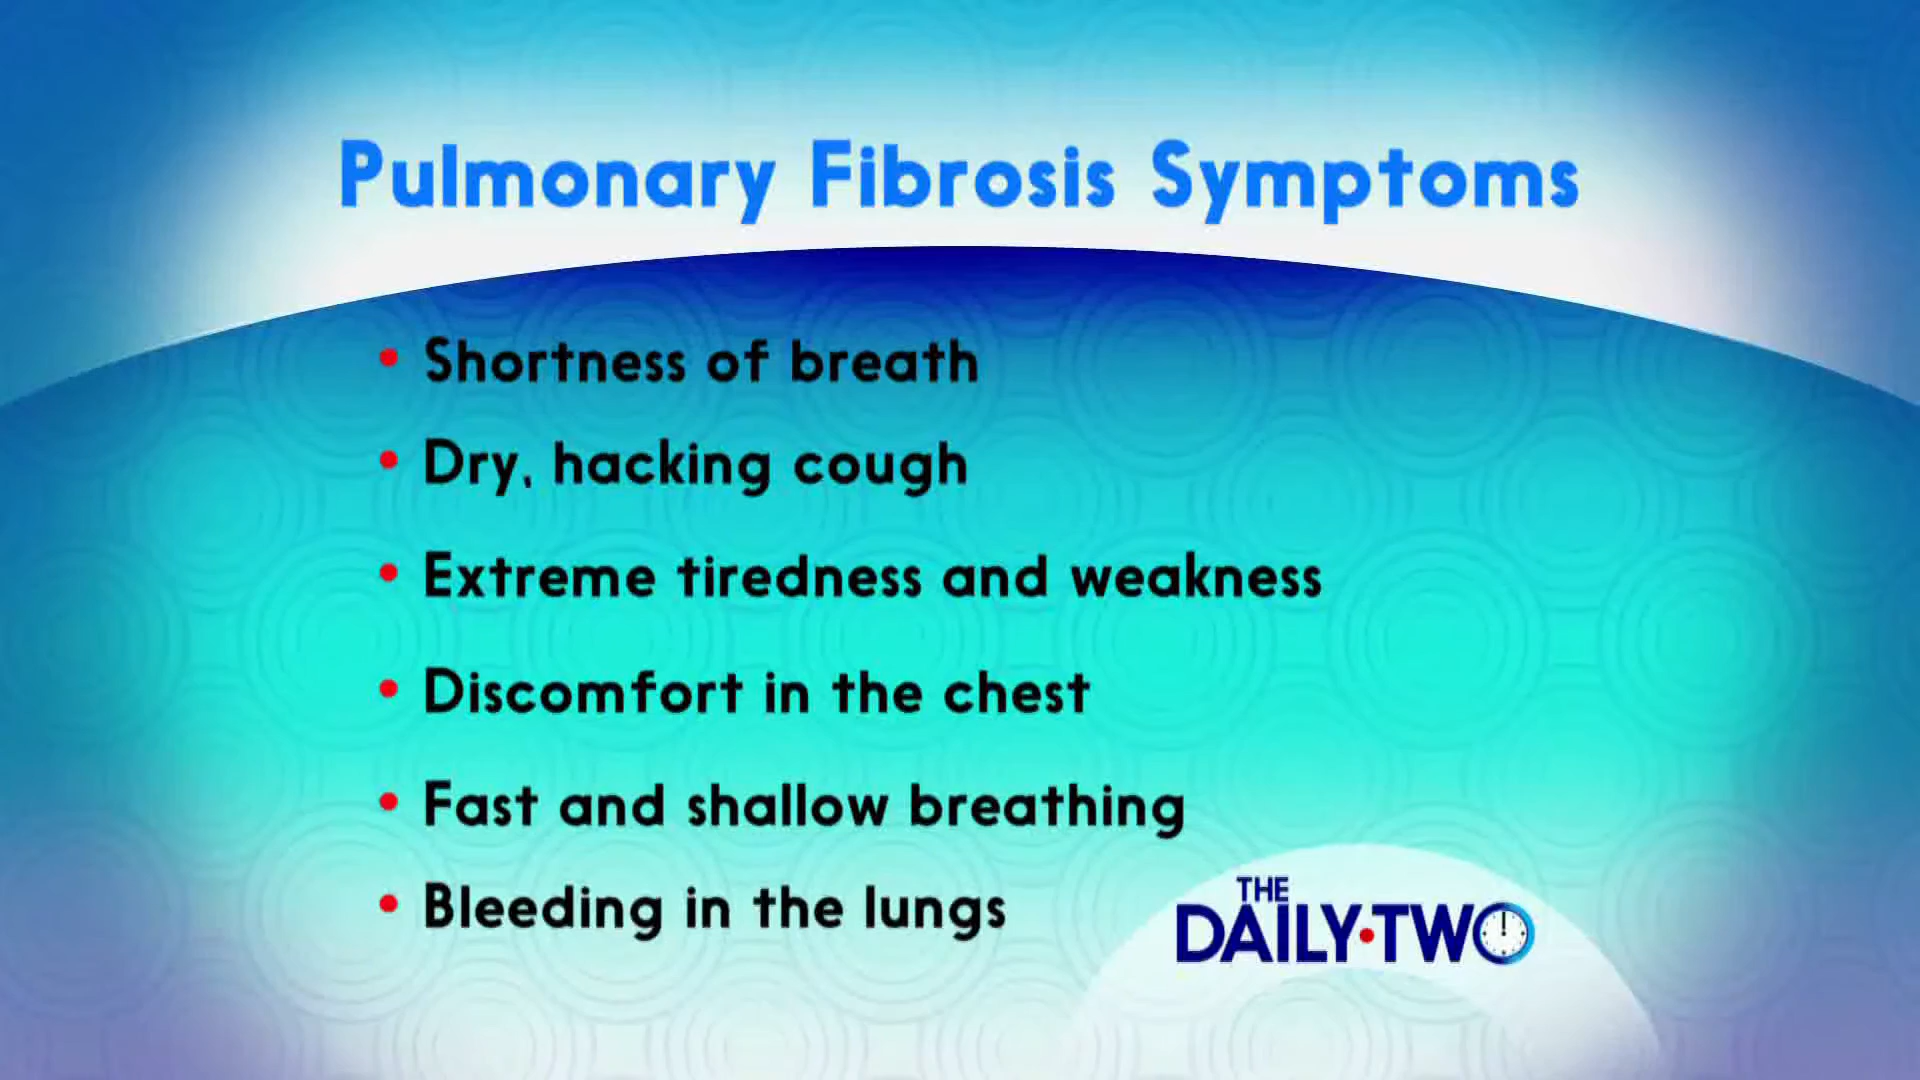 Pulmonary Fibrosis Symptoms
• Shortness of breath
• Dry, hacking cough
• Extreme tiredness and weakness
• Discomfort in the chest
• Fast and shallow breathing
• Bleeding in the lungs
THE
DAILY•TWO